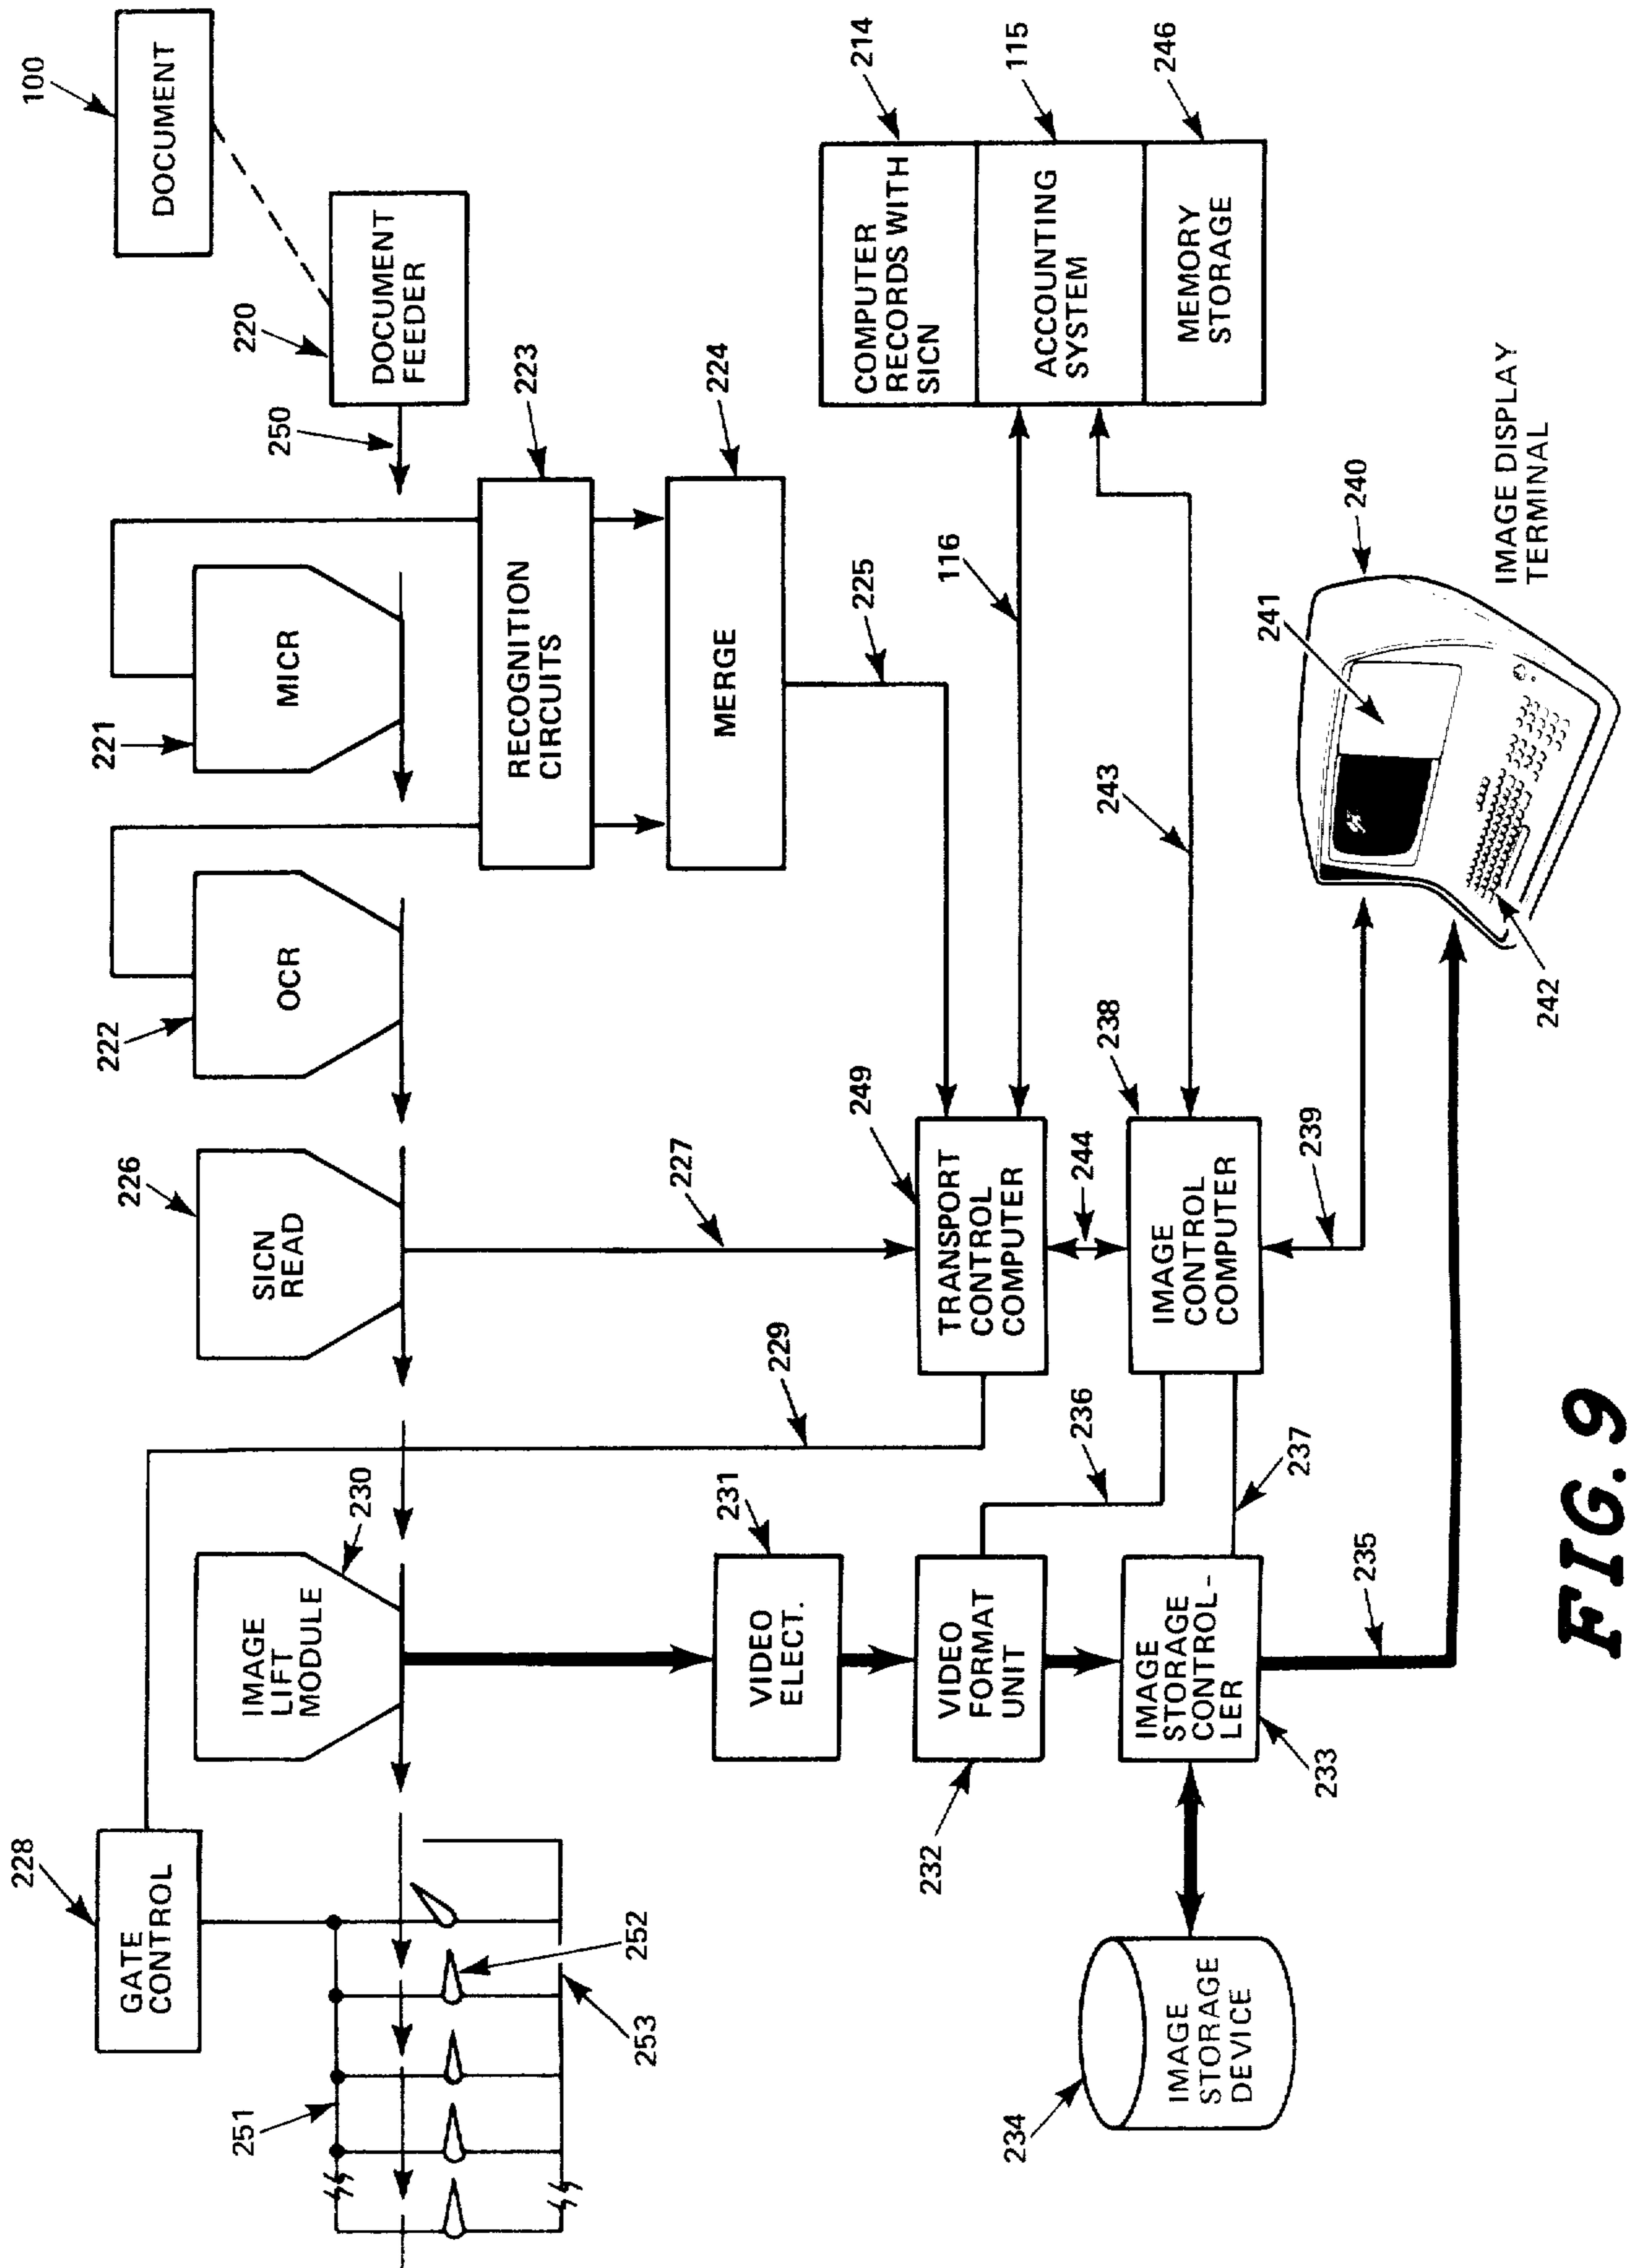 100
DOCUMENT
220
DOCUMENT
FEEDER
250
221
MICR
222
OCR
226
SICN
READ
230
IMAGE
LIFT
MODULE
228
GATE
CONTROL
251
252
253
223
RECOGNITION
CIRCUITS
224
MERGE
225
227
229
231
VIDEO
ELECT.
214
COMPUTER
RECORDS WITH
SICN
115
ACCOUNTING
SYSTEM
246
MEMORY
STORAGE
116
243
249
TRANSPORT
CONTROL
COMPUTER
244
238
IMAGE
CONTROL
COMPUTER
239
236
237
VIDEO
FORMAT
UNIT
232
IMAGE
STORAGE
CONTROL-
LER
233
235
234
IMAGE
STORAGE
DEVICE
240
241
242
IMAGE DISPLAY
TERMINAL
FIG. 9